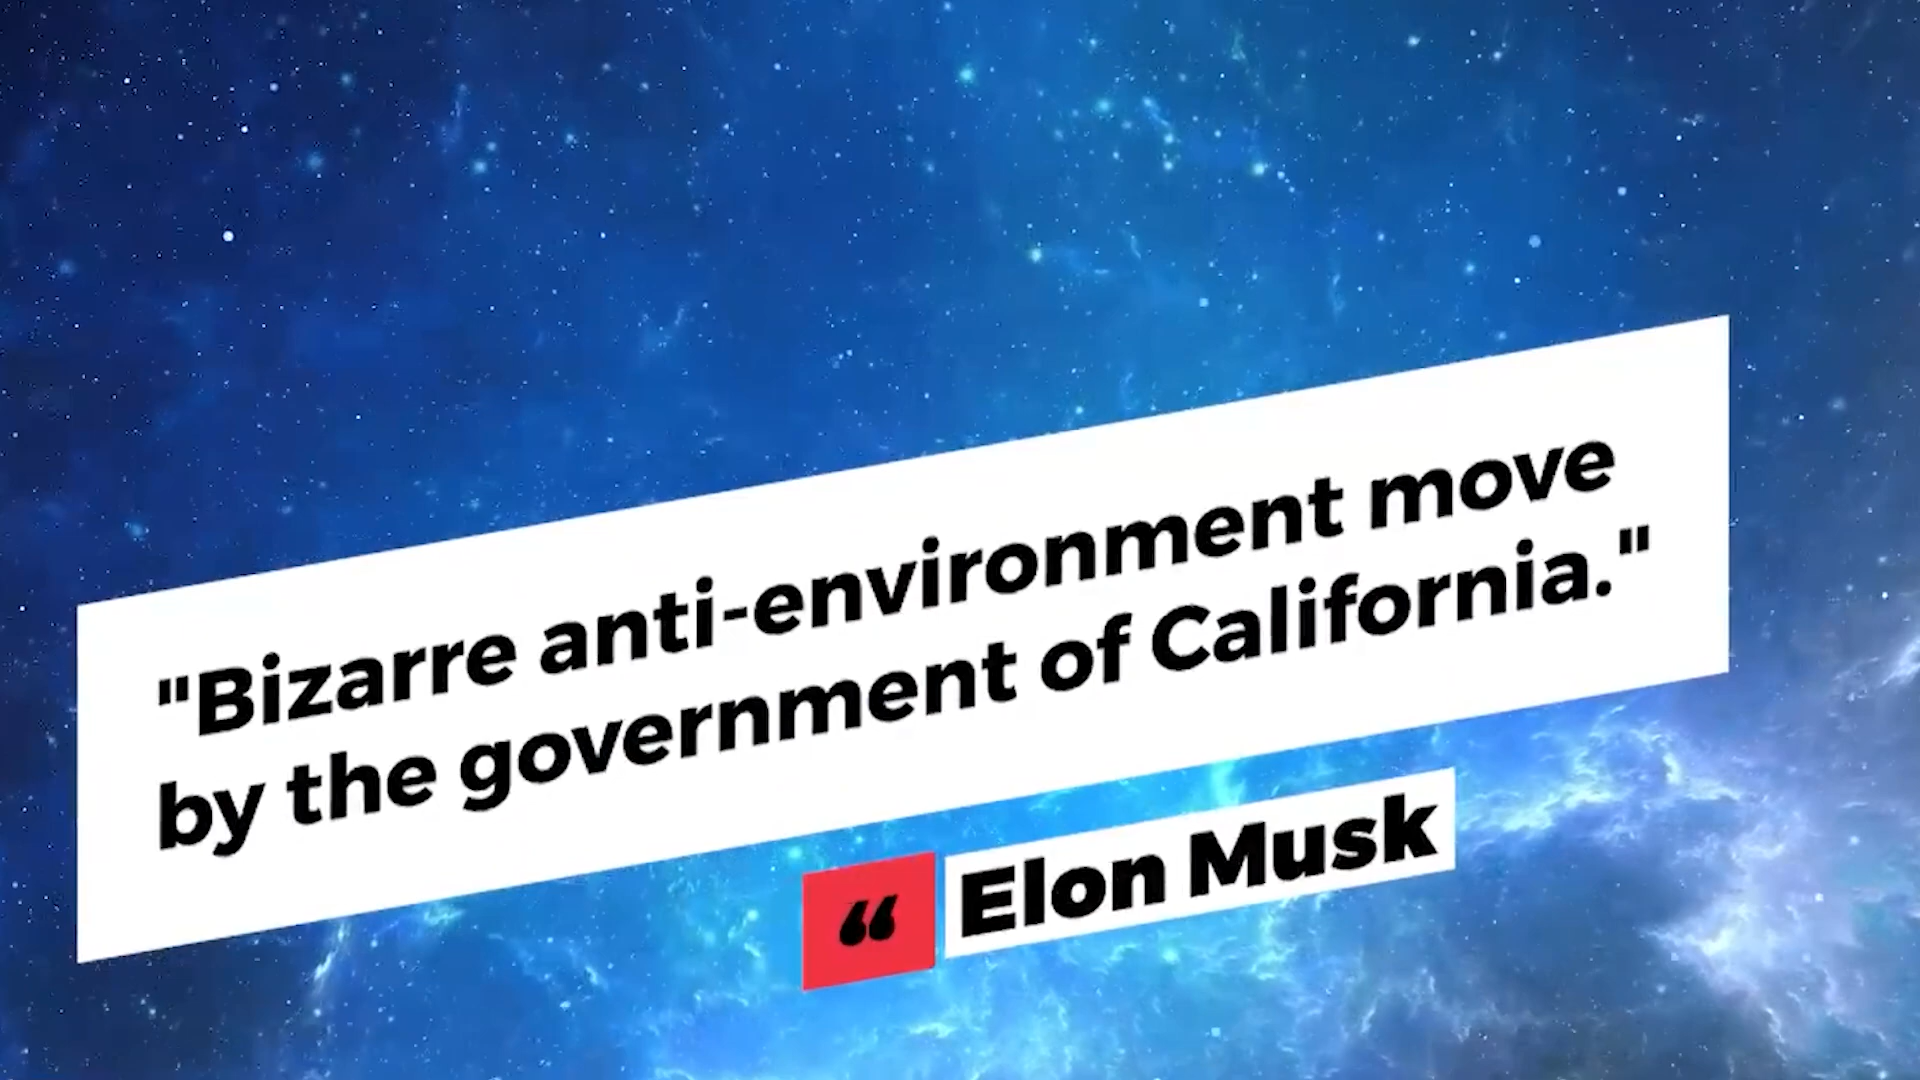 "Bizarre anti-environment move
by the government of California."
“ Elon Musk